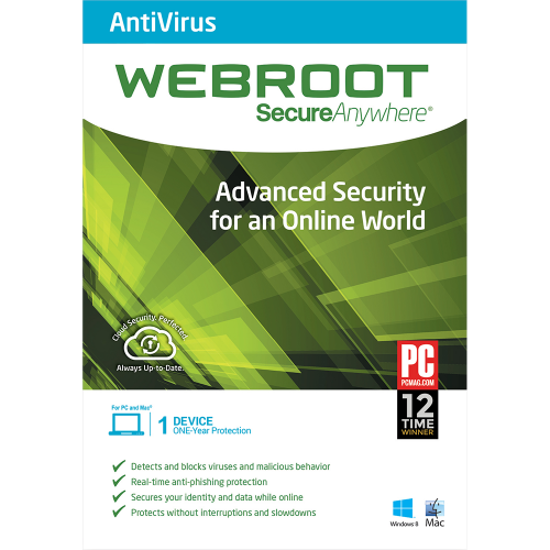 AntiVirus
WEBROOT
SecureAnywhere®
Advanced Security
for an Online World
Cloud Security. Perfected.
Always Up-to-Date.
PC
PCMAG.COM
12
TIME
WINNER
For PC and Mac®
1 DEVICE
ONE-Year Protection
Detects and blocks viruses and malicious behavior
Real-time anti-phishing protection
Secures your identity and data while online
Protects without interruptions and slowdowns
Windows 8
Mac